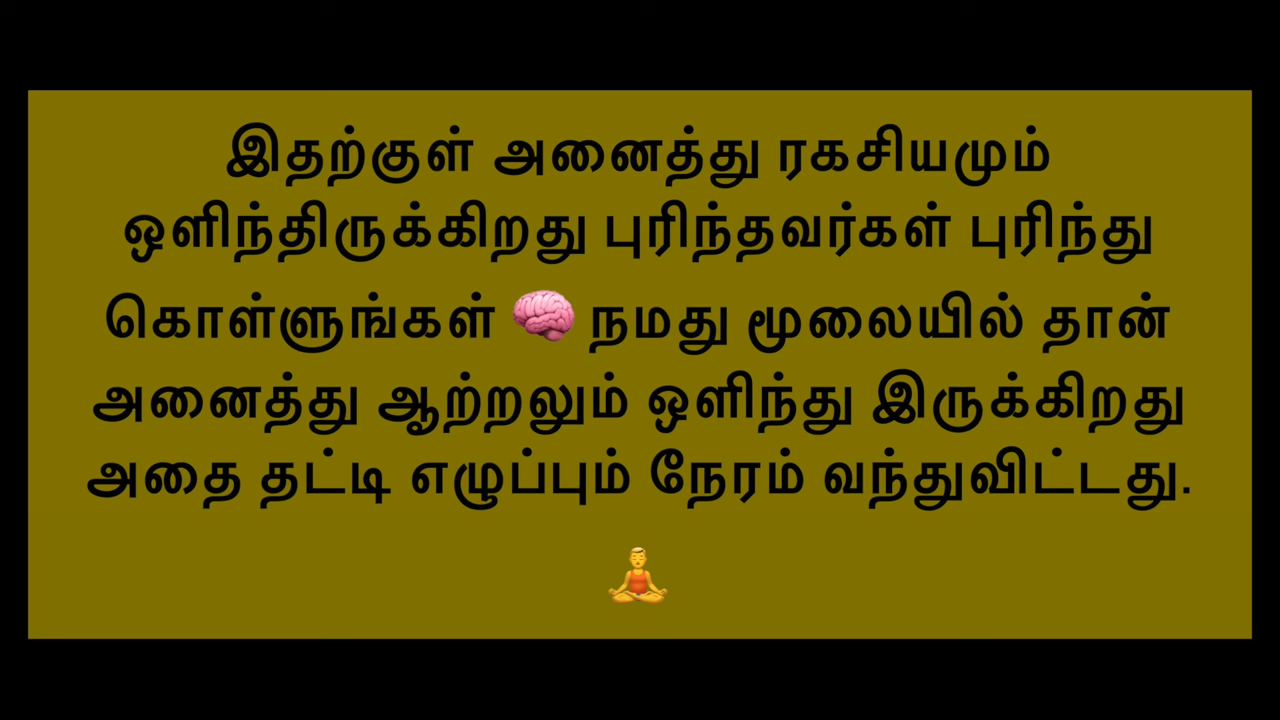 இதற்குள் அனைத்து ரகசியமும்
ஒளிந்திருக்கிறது புரிந்தவர்கள் புரிந்து
கொள்ளுங்கள் 🧠 நமது மூலையில் தான்
அனைத்து ஆற்றலும் ஒளிந்து இருக்கிறது
அதை தட்டி எழுப்பும் நேரம் வந்துவிட்டது.
🧘